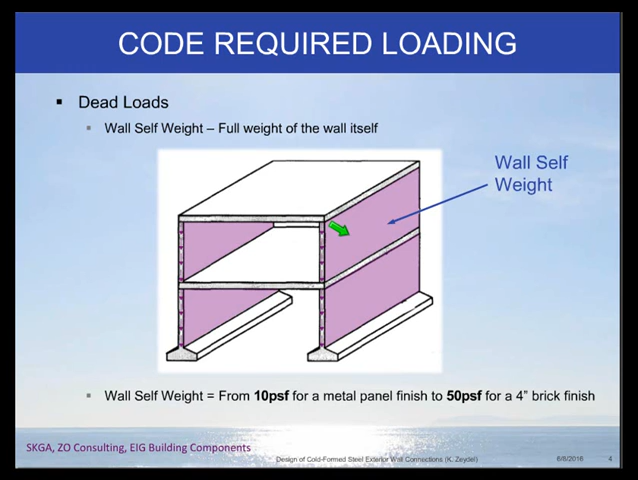 CODE REQUIRED LOADING
▪ Dead Loads
▪ Wall Self Weight – Full weight of the wall itself
Wall Self
Weight
▪ Wall Self Weight = From 10psf for a metal panel finish to 50psf for a 4” brick finish
SKGA, ZO Consulting, EIG Building Components
Design of Cold-Formed Steel Exterior Wall Connections (K. Zeydel)
6/8/2016
4